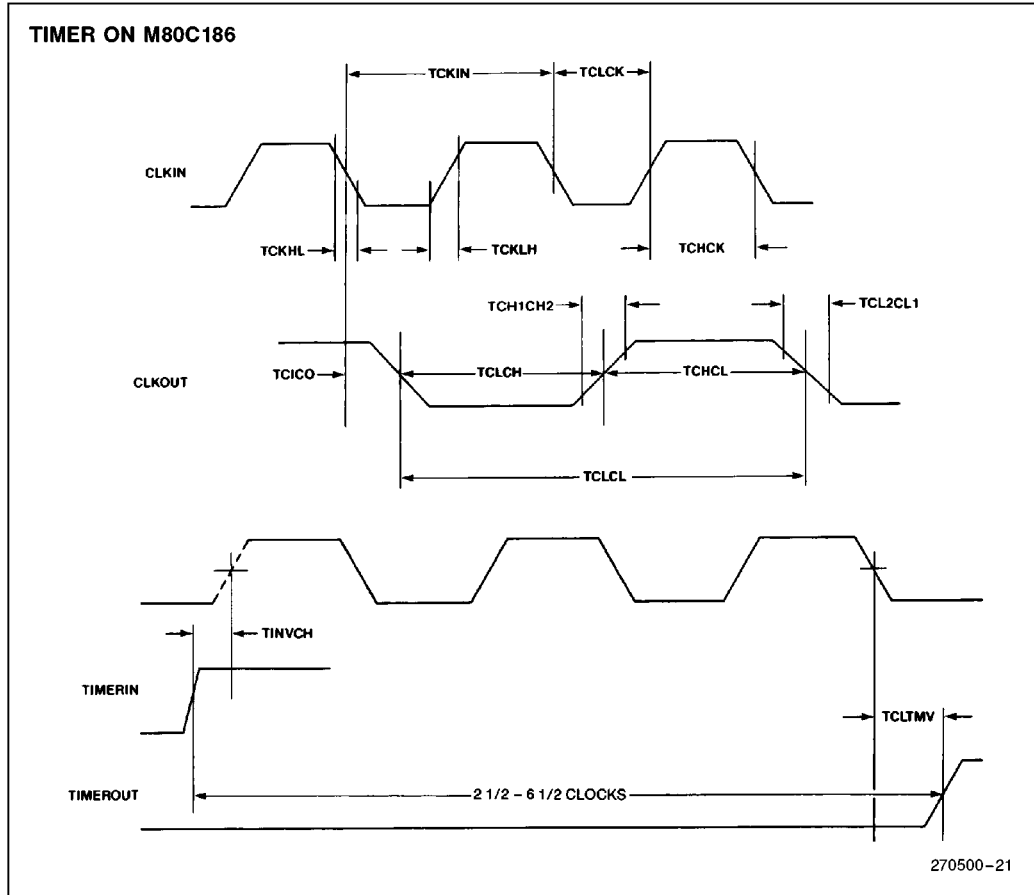 TIMER ON M80C186
TCKIN
TCLCK
CLKIN
TCKHL
TCKLH
TCHCK
TCH1CH2
TCL2CL1
CLKOUT
TCICO
TCLCH
TCHCL
TCLCL
TINVCH
TIMERIN
TCLTMV
TIMEROUT
2 1/2 – 6 1/2 CLOCKS
270500–21